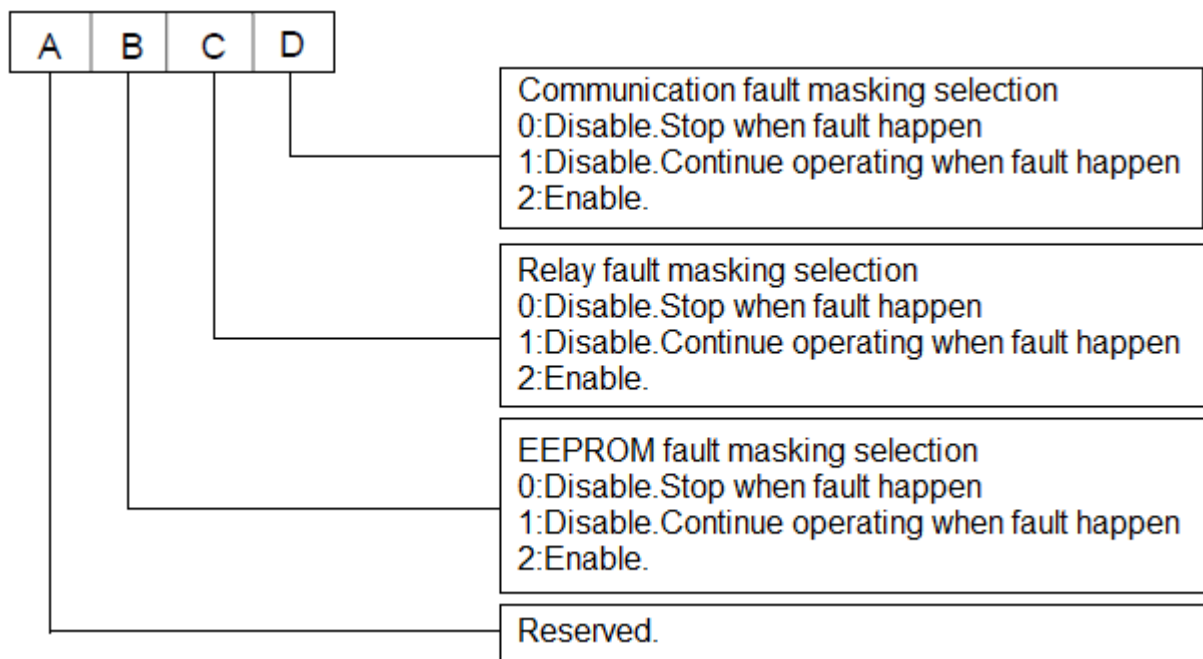 A B C D
Communication fault masking selection
0:Disable.Stop when fault happen
1:Disable.Continue operating when fault happen
2:Enable.
Relay fault masking selection
0:Disable.Stop when fault happen
1:Disable.Continue operating when fault happen
2:Enable.
EEPROM fault masking selection
0:Disable.Stop when fault happen
1:Disable.Continue operating when fault happen
2:Enable.
Reserved.